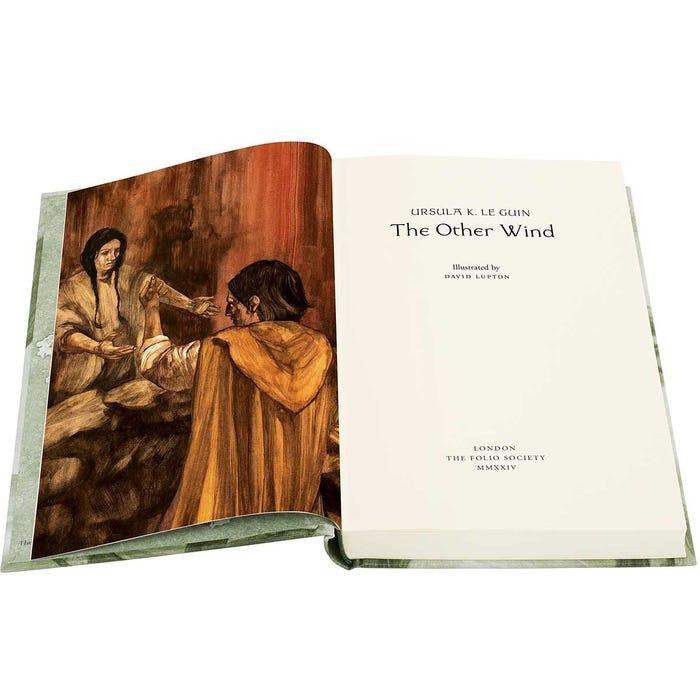 URSULA K. LE GUIN
The Other Wind
Illustrated by
DAVID LUPTON
LONDON
THE FOLIO SOCIETY
MMXXIV